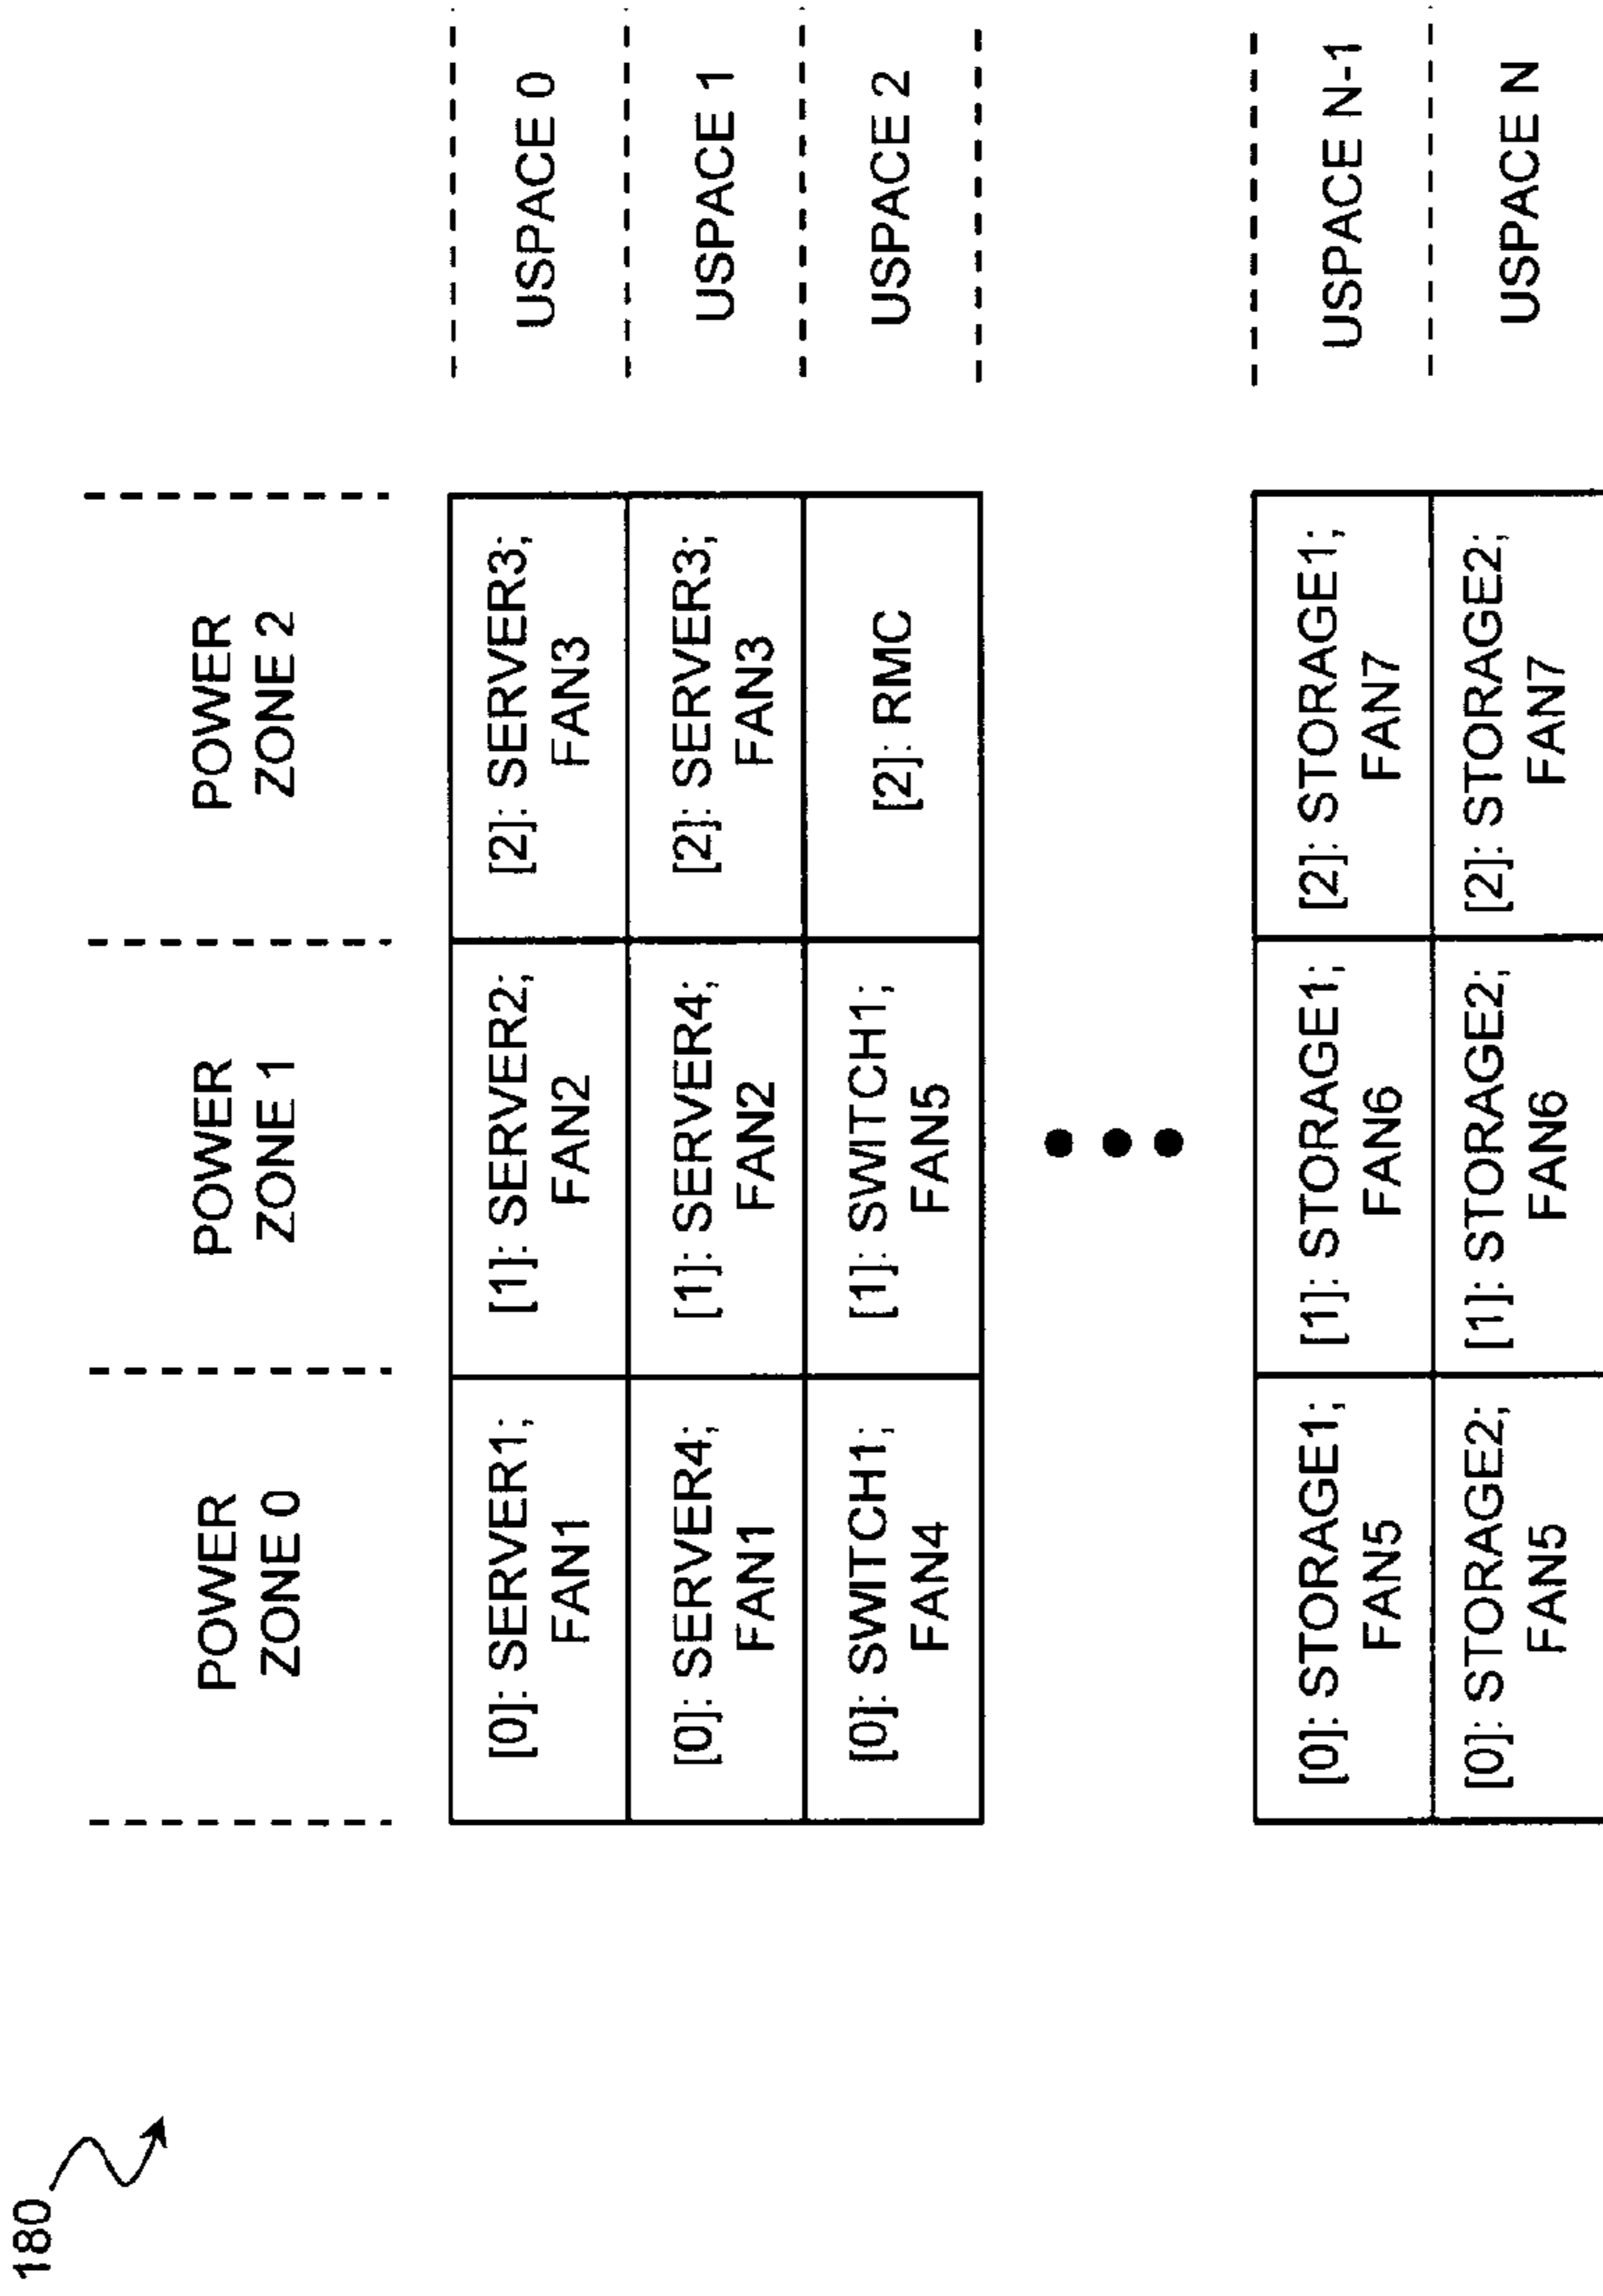 180
POWER
ZONE 0
POWER
ZONE 1
POWER
ZONE 2
[0]: SERVER1;
FAN1
[1]: SERVER2;
FAN2
[2]: SERVER3;
FAN3
USPACE 0
[0]: SERVER4;
FAN1
[1]: SERVER4;
FAN2
[2]: SERVER3;
FAN3
USPACE 1
[0]: SWITCH1;
FAN4
[1]: SWITCH1;
FAN5
[2]: RMC
USPACE 2
[0]: STORAGE1;
FAN5
[1]: STORAGE1;
FAN6
[2]: STORAGE1;
FAN7
USPACE N-1
[0]: STORAGE2;
FAN5
[1]: STORAGE2;
FAN6
[2]: STORAGE2;
FAN7
USPACE N